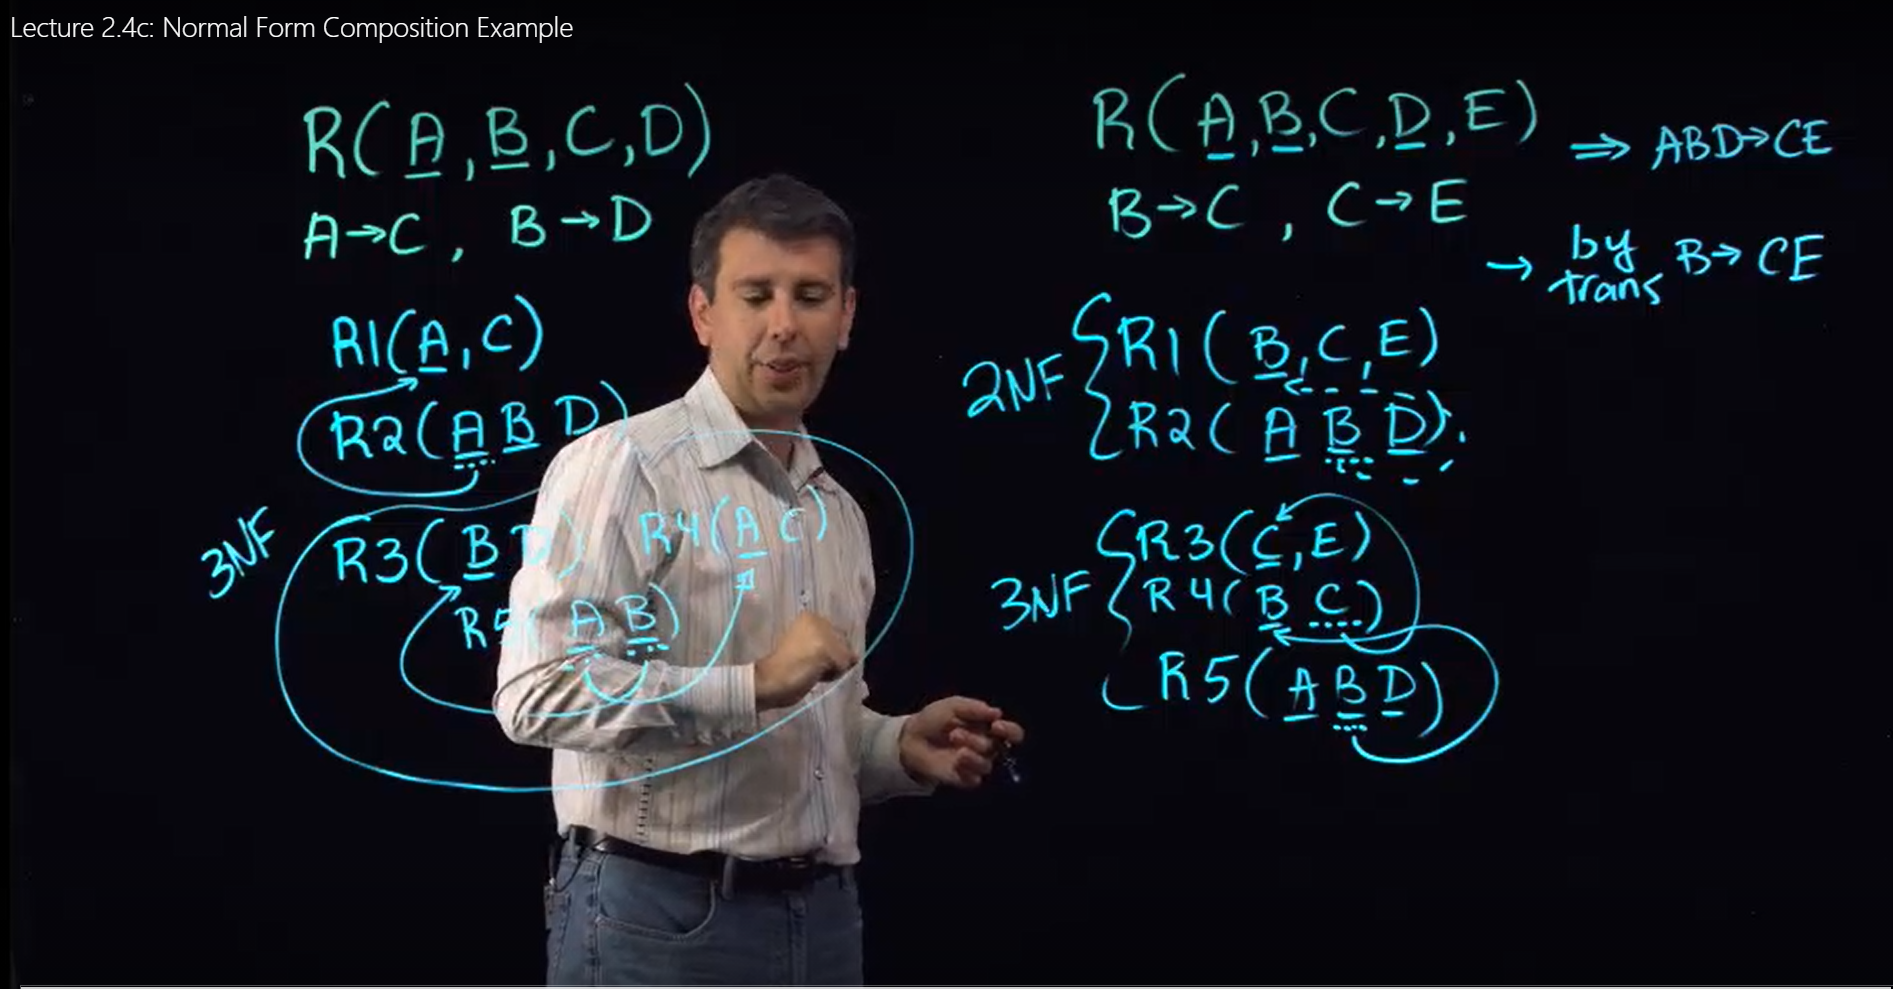 Lecture 2.4c: Normal Form Composition Example
R(A,B,C,D)
A→C, B→D
R1(A,C)
R2(A B D)
3NF
R3(B D) R4(A C)
R5(A B)
R(A,B,C,D,E) ⇒ ABD→CE
B→C, C→E
→ by trans B→CE
2NF
R1(B,C,E)
R2(A B D).
3NF
R3(C,E)
R4(B C)
R5(A B D)